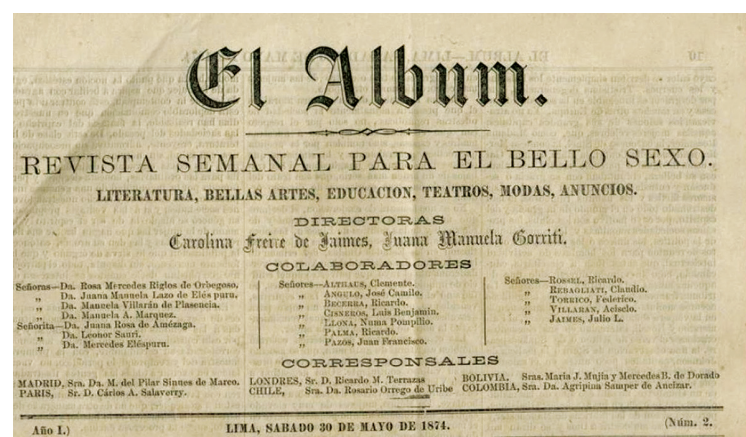 El Album.
REVISTA SEMANAL PARA EL BELLO SEXO.
LITERATURA, BELLAS ARTES, EDUCACION, TEATROS, MODAS, ANUNCIOS.
DIRECTORAS
Carolina Freire de Jaimes, Juana Manuela Gorriti.
COLABORADORES
Señoras—Da. Rosa Mercedes Riglos de Orbegoso,
„ Da. Juana Manuela Lazo de Elés puru.
„ Da. Manuela Villarán de Plasencia.
„ Da. Manuela A. Marquez.
Señorita—Da. Juana Rosa de Amézaga.
„ Da. Leonor Saurí.
„ Da. Mercedes Eléspuru.
Señores—ALTHAUS, Clemente.
„ ANGULO, José Camilo.
„ BECERRA, Ricardo.
„ CISNEROS, Luis Benjamin.
„ LLONA, Numa Pompilio.
„ PALMA, Ricardo.
„ PAZOS, Juan Francisco.
Señores—ROSSEL, Ricardo.
„ REBAGLIATI, Claudio.
„ TORRICO, Federico.
„ VILLARAN, Acisclo.
„ JAIMES, Julio L.
CORRESPONSALES
MADRID, Sra. Da. M. del Pilar Sinues de Marco.
PARIS, Sr. D. Cárlos A. Salaverry.
LONDRES, Sr. D. Ricardo M. Terrazas
CHILE, Sra. Da. Rosario Orrego de Uribe
BOLIVIA. Sras. Maria J. Mujia y Mercedes B. de Dorado
COLOMBIA, Sra. Da. Agripina Samper de Ancizar.
Año I.) LIMA, SABADO 30 DE MAYO DE 1874. (Núm. 2.